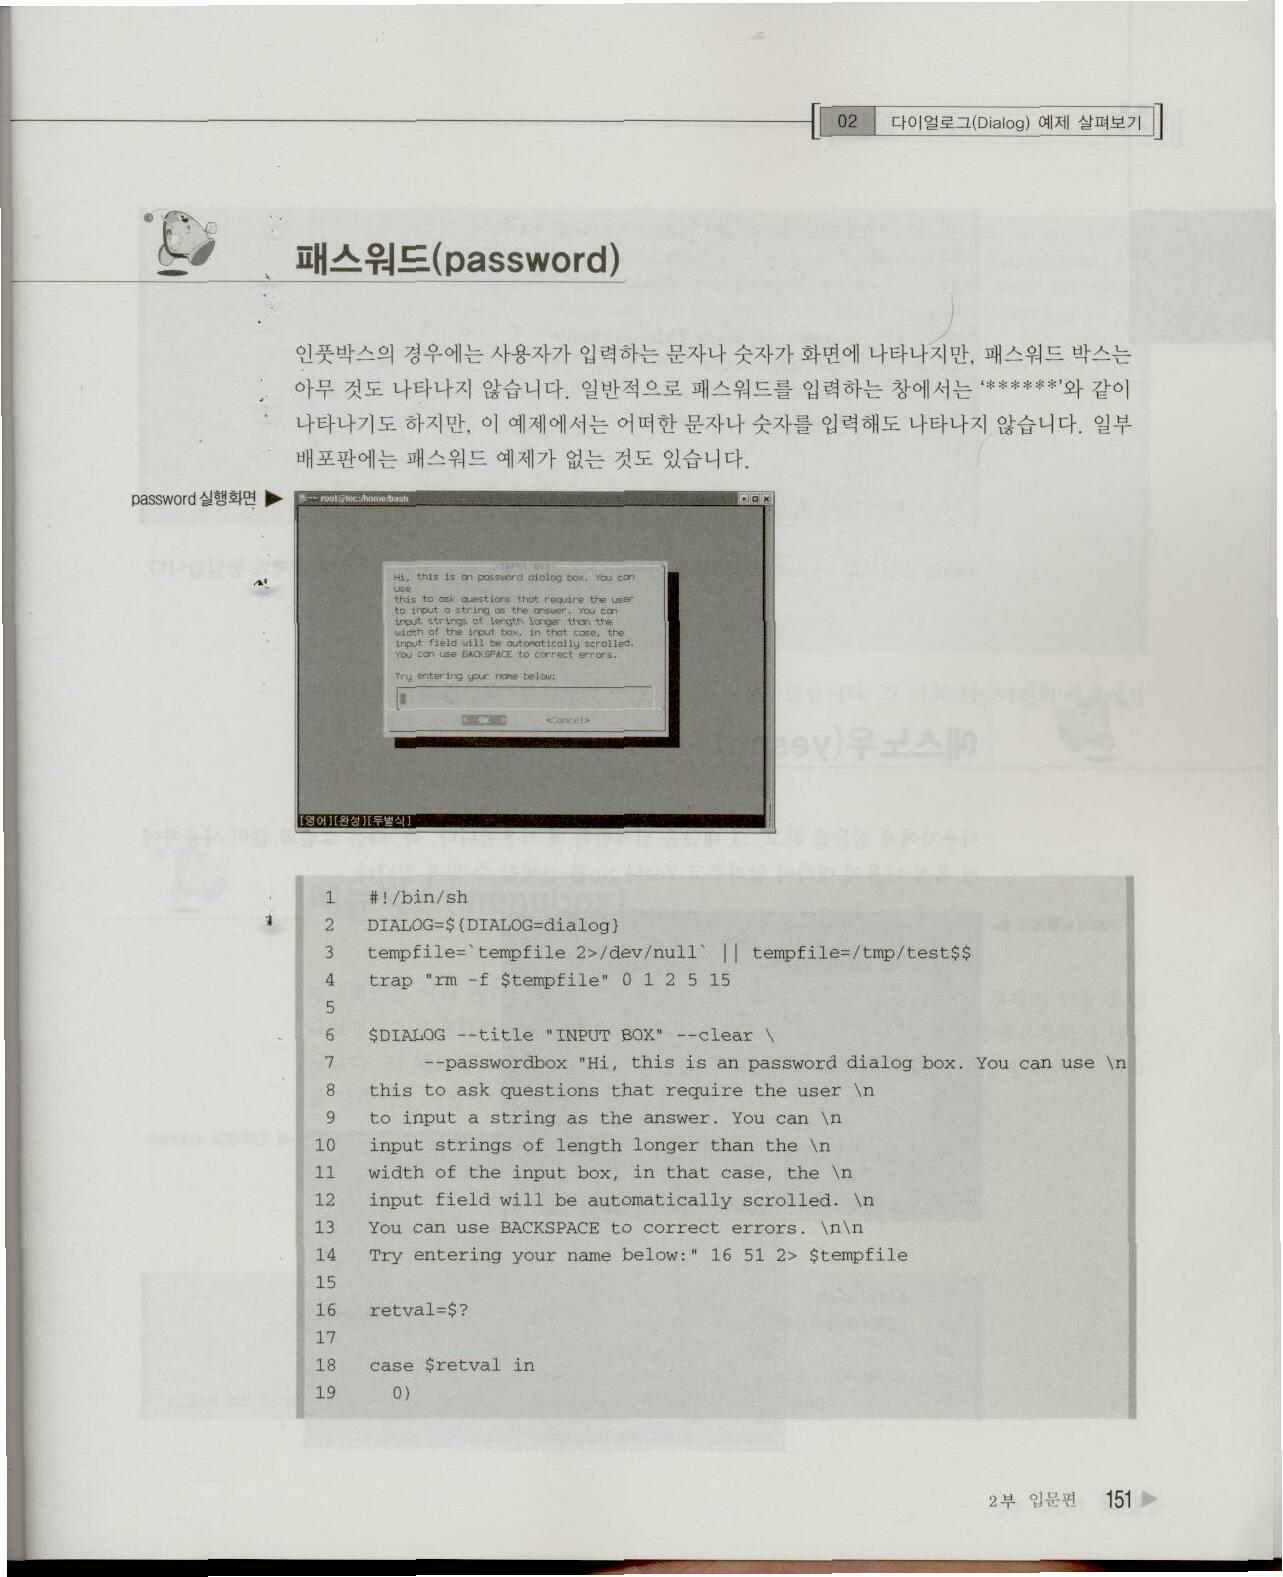 02 다이얼로그(Dialog) 예제 살펴보기
패스워드(password)
인풋박스의 경우에는 사용자가 입력하는 문자나 숫자가 화면에 나타나지만, 패스워드 박스는
아무 것도 나타나지 않습니다. 일반적으로 패스워드를 입력하는 창에서는 '******'와 같이
나타나기도 하지만, 이 예제에서는 어떠한 문자나 숫자를 입력해도 나타나지 않습니다. 일부
배포판에는 패스워드 예제가 없는 것도 있습니다.
password 실행화면 ▶
root@tec:/home/bash
INPUT BOX
Hi, this is an password dialog box. You can
use
this to ask questions that require the user
to input a string as the answer. You can
input strings of length longer than the
width of the input box, in that case, the
input field will be automatically scrolled.
You can use BACKSPACE to correct errors.
Try entering your name below:
< OK > <Cancel>
[영어][완성][두벌식]
1 #!/bin/sh
2 DIALOG=${DIALOG=dialog}
3 tempfile=`tempfile 2>/dev/null` || tempfile=/tmp/test$$
4 trap "rm -f $tempfile" 0 1 2 5 15
5
6 $DIALOG --title "INPUT BOX" --clear \
7 --passwordbox "Hi, this is an password dialog box. You can use \n
8 this to ask questions that require the user \n
9 to input a string as the answer. You can \n
10 input strings of length longer than the \n
11 width of the input box, in that case, the \n
12 input field will be automatically scrolled. \n
13 You can use BACKSPACE to correct errors. \n\n
14 Try entering your name below:" 16 51 2> $tempfile
15
16 retval=$?
17
18 case $retval in
19 0)
2부 입문편 151 ▶